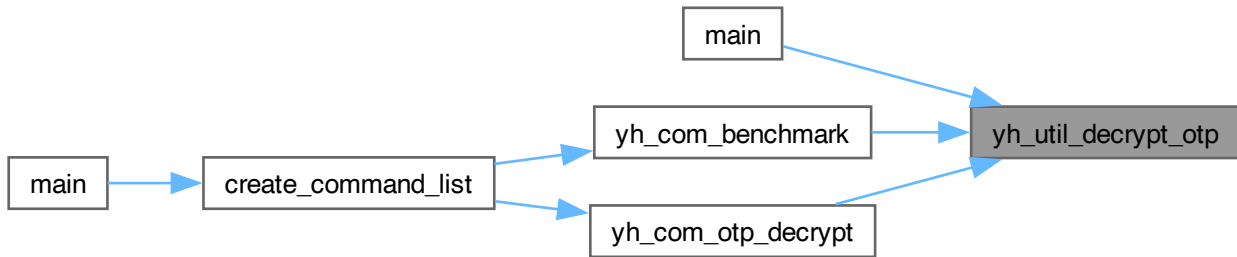 main
yh_com_benchmark
yh_util_decrypt_otp
main
create_command_list
yh_com_otp_decrypt